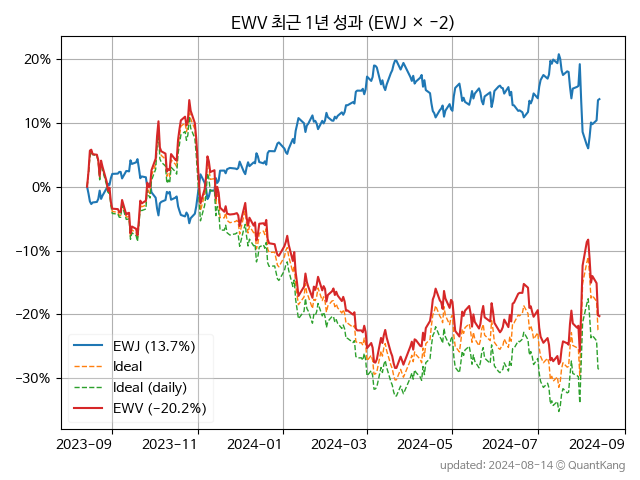 EWV 최근 1년 성과 (EWJ × -2)
20%
10%
0%
-10%
-20%
-30%
EWJ (13.7%)
Ideal
Ideal (daily)
EWV (-20.2%)
2023-09 2023-11 2024-01 2024-03 2024-05 2024-07 2024-09
updated: 2024-08-14 © QuantKang